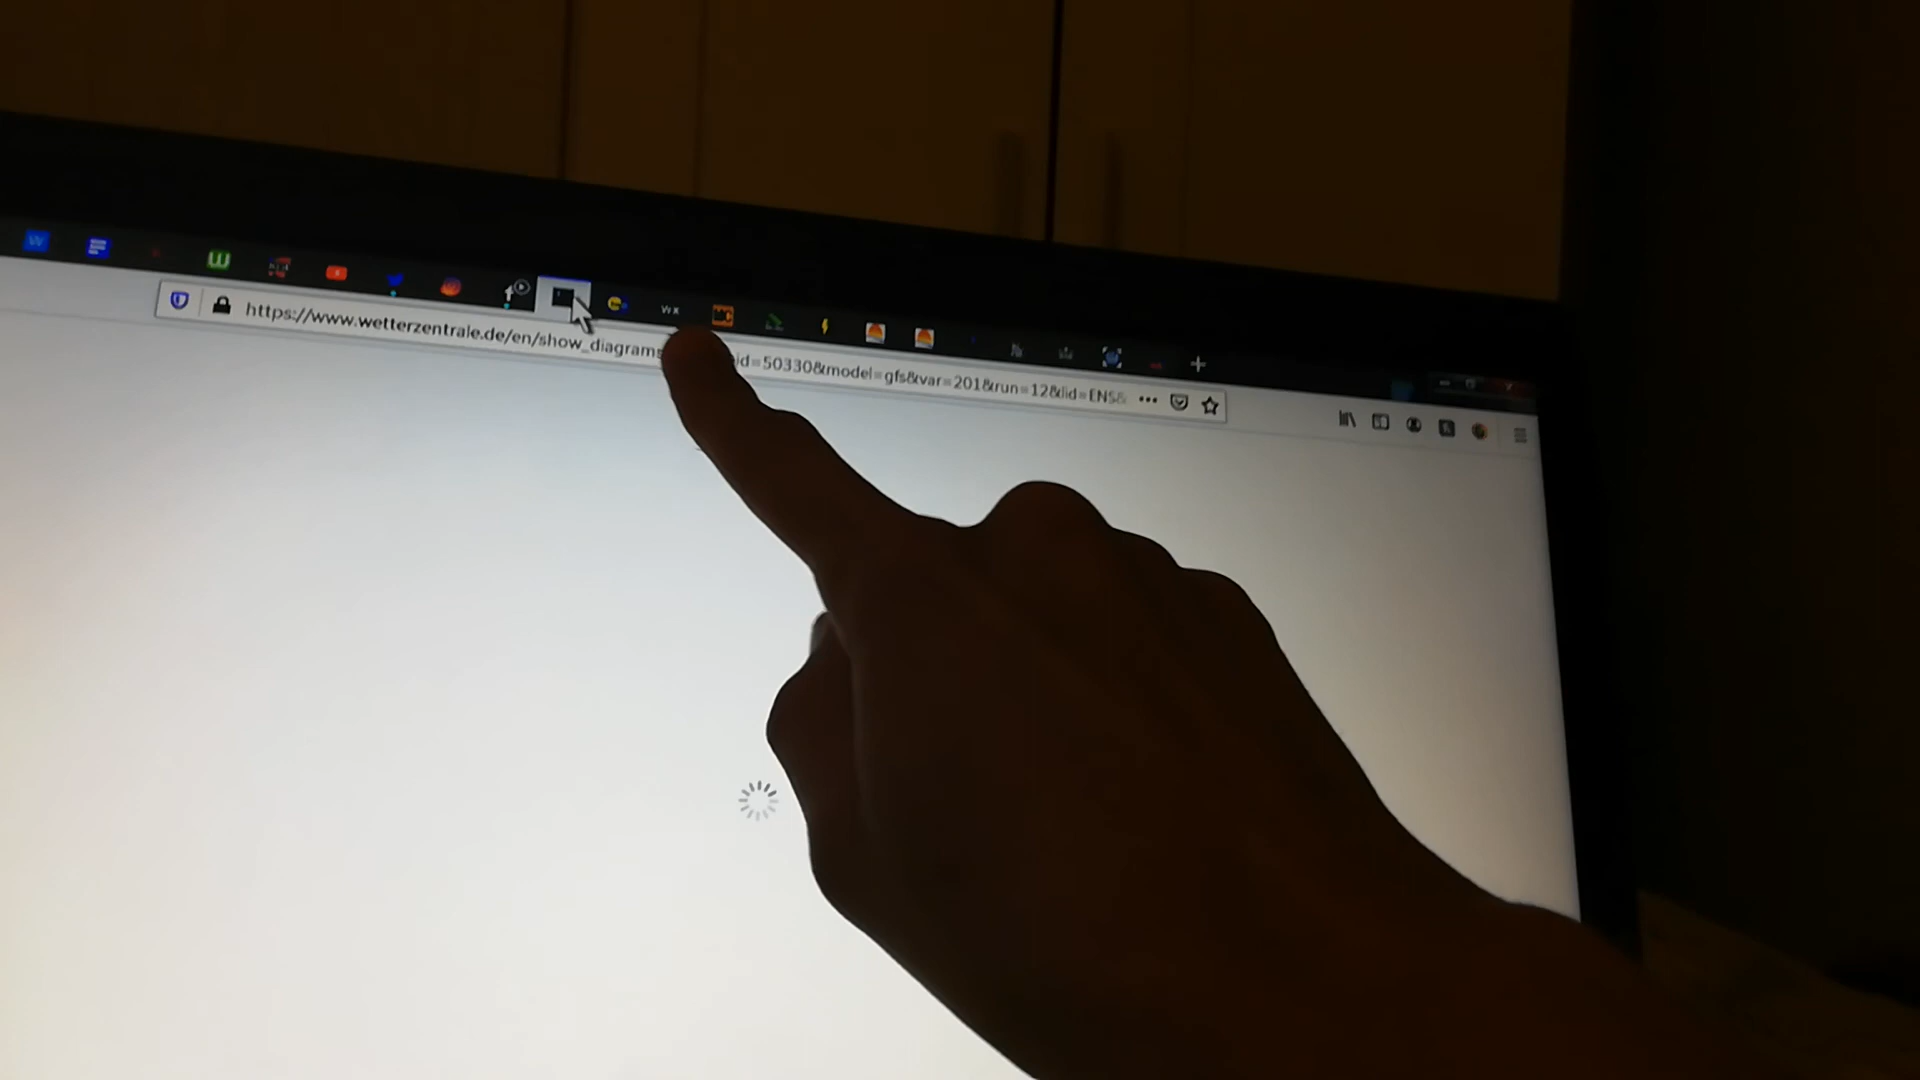 https://www.wetterzentrale.de/en/show_diagrams
id=50330&model=gfs&var=201&run=12&lid=ENS&